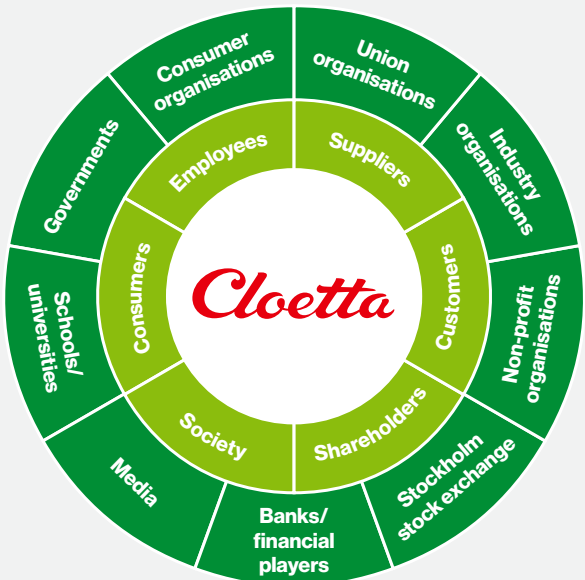 Consumer
organisations
Union
organisations
Industry
organisations
Non-profit
organisations
Stockholm
stock exchange
Banks/
financial
players
Media
Schools/
universities
Governments
Employees
Suppliers
Customers
Shareholders
Society
Consumers
Cloetta